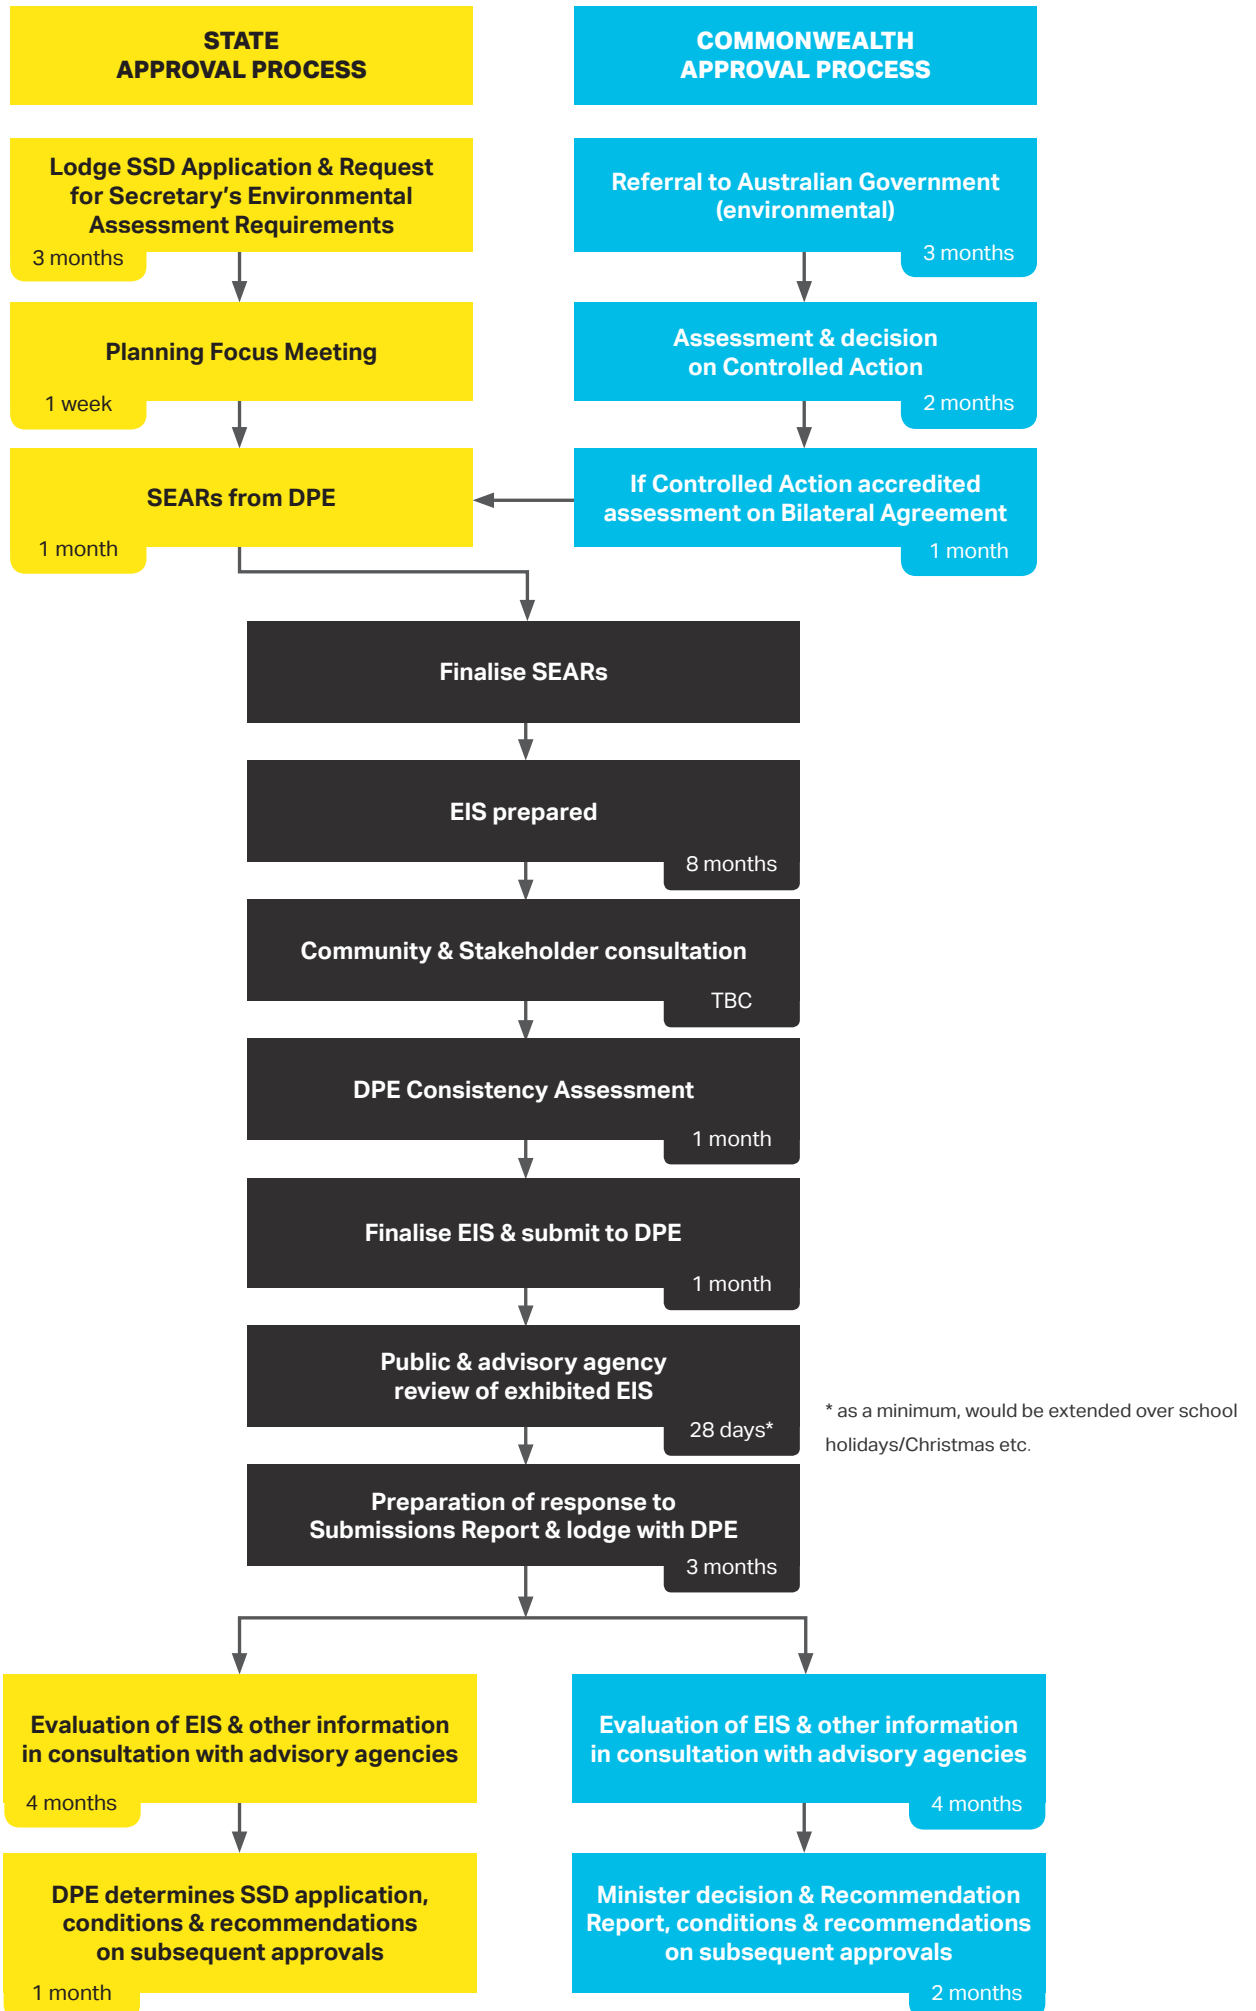 STATE
APPROVAL PROCESS
COMMONWEALTH
APPROVAL PROCESS
Lodge SSD Application & Request
for Secretary's Environmental
Assessment Requirements
3 months
Referral to Australian Government
(environmental)
3 months
Planning Focus Meeting
1 week
Assessment & decision
on Controlled Action
2 months
SEARs from DPE
1 month
If Controlled Action accredited
assessment on Bilateral Agreement
1 month
Finalise SEARs
EIS prepared
8 months
Community & Stakeholder consultation
TBC
DPE Consistency Assessment
1 month
Finalise EIS & submit to DPE
1 month
Public & advisory agency
review of exhibited EIS
28 days*
* as a minimum, would be extended over school
holidays/Christmas etc.
Preparation of response to
Submissions Report & lodge with DPE
3 months
Evaluation of EIS & other information
in consultation with advisory agencies
4 months
Evaluation of EIS & other information
in consultation with advisory agencies
4 months
DPE determines SSD application,
conditions & recommendations
on subsequent approvals
1 month
Minister decision & Recommendation
Report, conditions & recommendations
on subsequent approvals
2 months